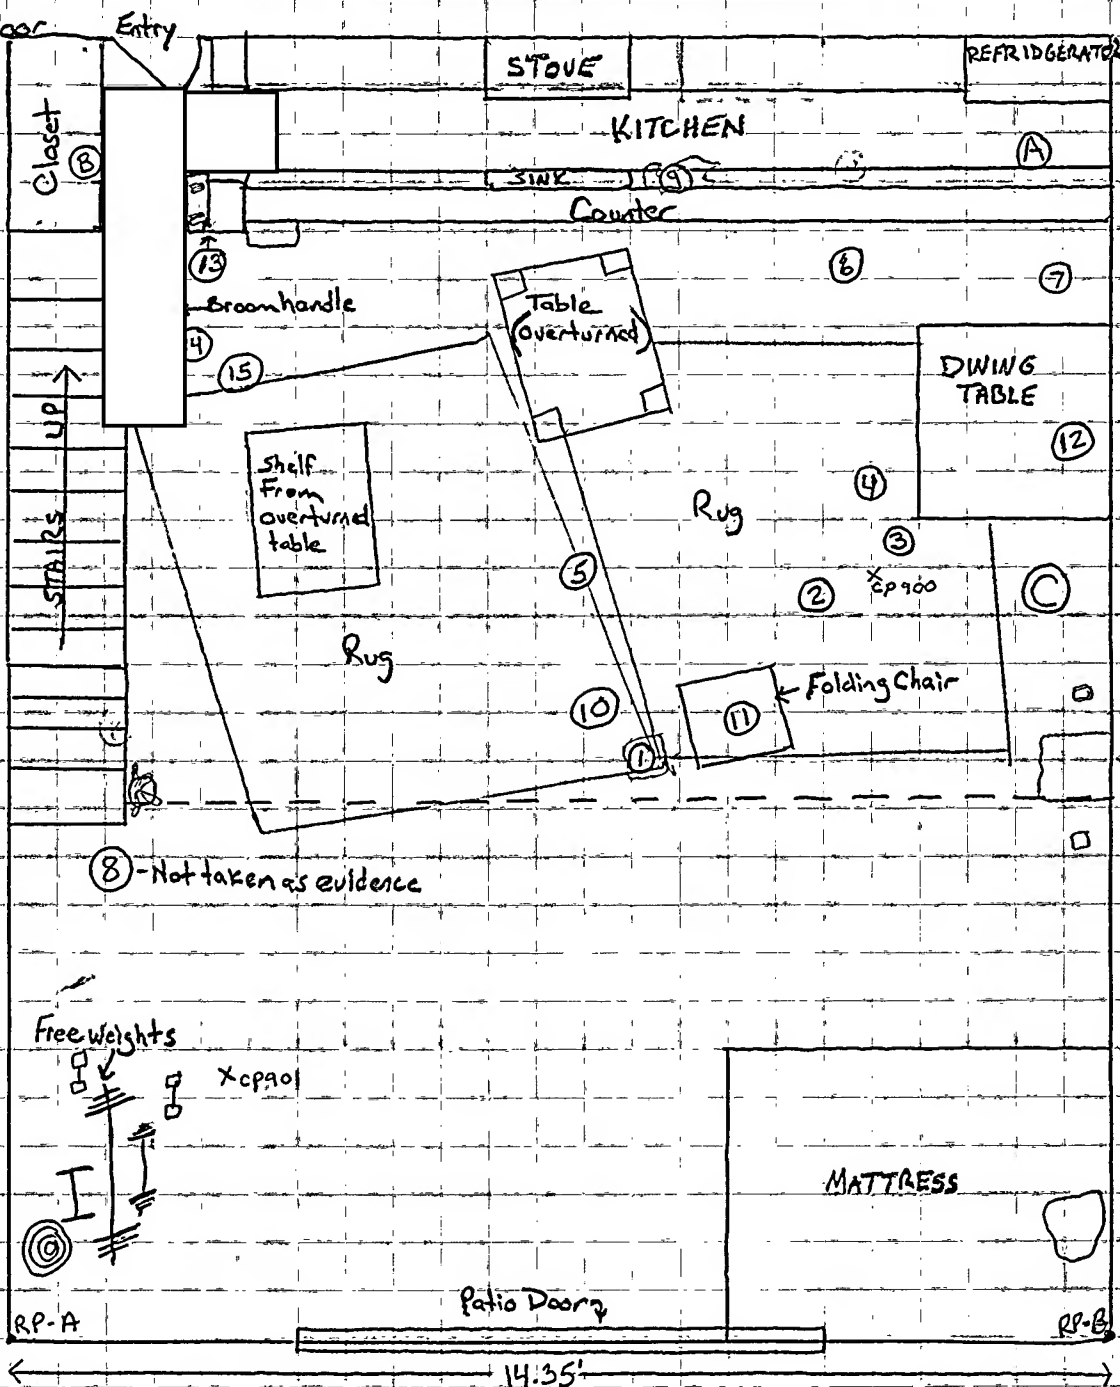 oor
Entry
STOVE
REFRIDGERATOR
Closet
KITCHEN
B
A
SINK
9
Counter
13
6
7
Broomhandle
Table
(overturned)
4
15
DINING
TABLE
12
UP
STAIRS
Shelf
From
overturned
table
4
Rug
3
5
2
x
CP900
C
Rug
Folding Chair
10
11
1
8 - Not taken as evidence
Free weights
x CP901
MATTRESS
Patio Door
RP-A
RP-B
14.35'